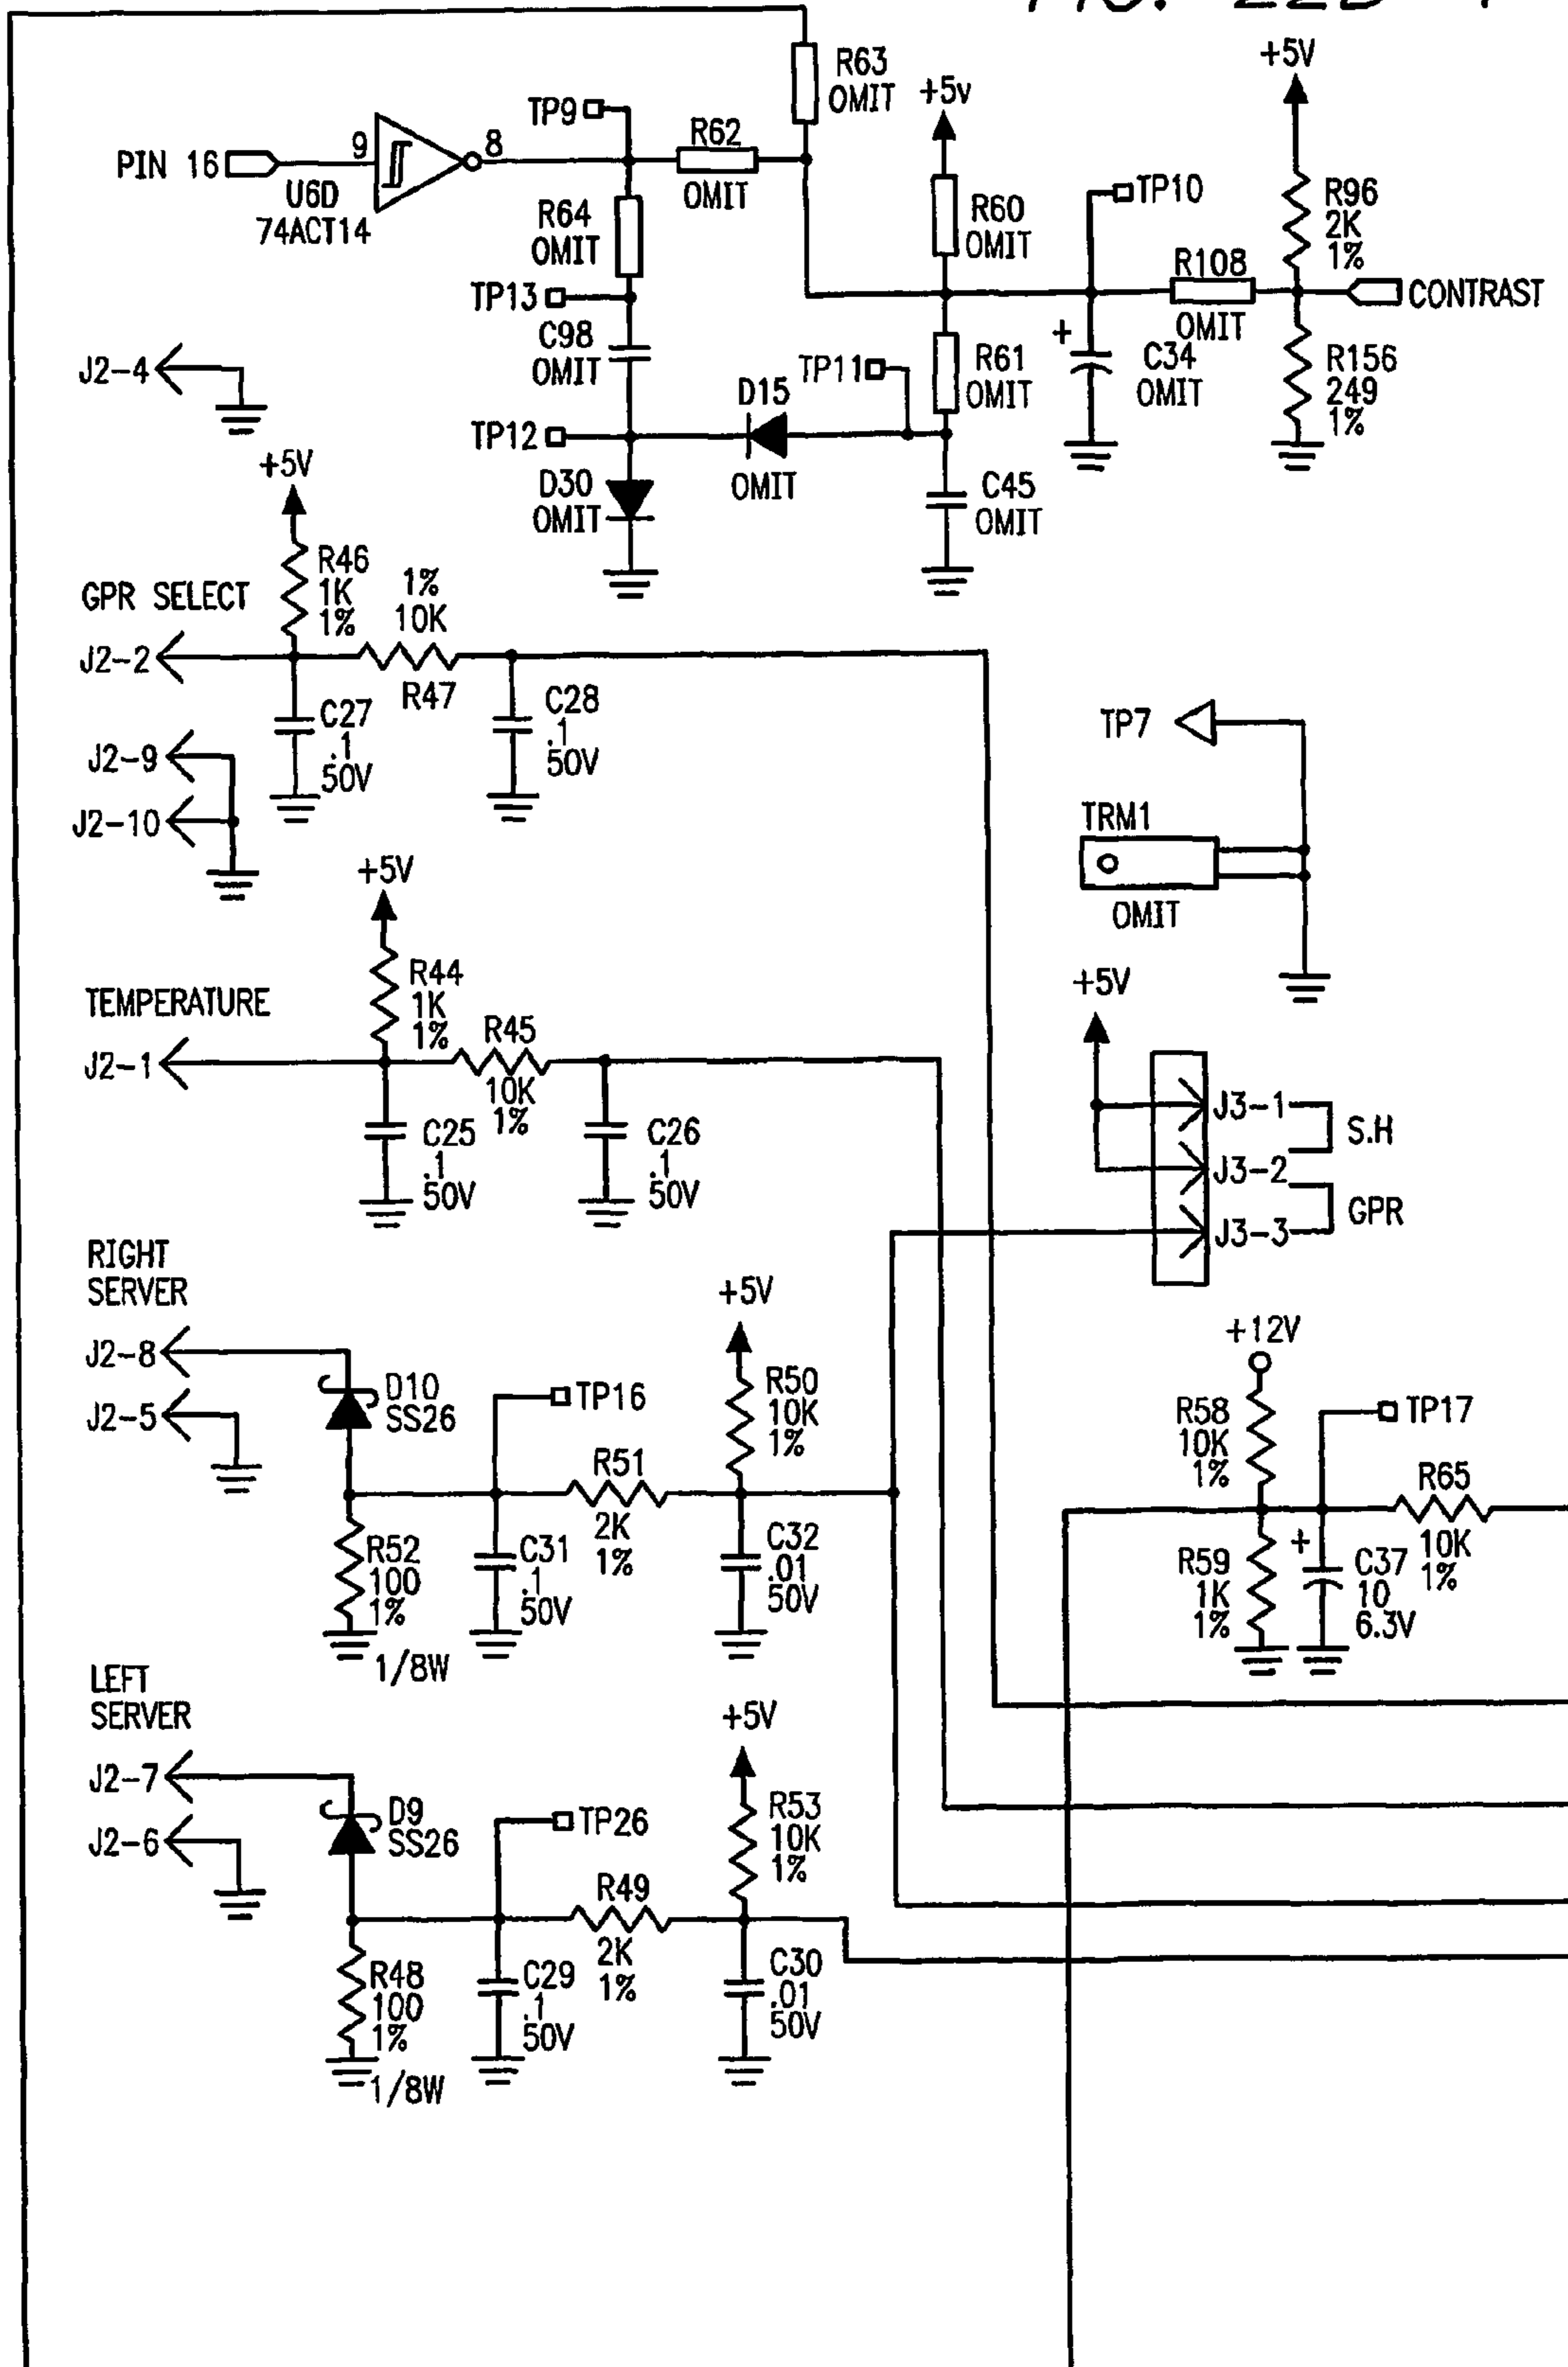 R63
OMIT
+5V
+5v
TP9
R62
OMIT
PIN 16
9
8
U6D
74ACT14
R64
OMIT
R60
OMIT
TP10
R96
2K
1%
R108
OMIT
CONTRAST
TP13
C98
OMIT
TP11
R61
OMIT
+
C34
OMIT
R156
249
1%
J2-4
D15
OMIT
TP12
D30
OMIT
C45
OMIT
+5V
R46
1K
1%
GPR SELECT
1%
10K
R47
J2-2
C27
.1
50V
C28
.1
50V
J2-9
J2-10
TP7
TRM1
OMIT
+5V
R44
1K
1%
TEMPERATURE
J2-1
R45
10K
1%
C25
.1
50V
C26
.1
50V
+5V
J3-1
J3-2
J3-3
S.H
GPR
RIGHT
SERVER
J2-8
J2-5
D10
SS26
TP16
+5V
R50
10K
1%
R51
2K
1%
R52
100
1%
1/8W
C31
.1
50V
C32
.01
50V
+12V
R58
10K
1%
TP17
R65
10K
1%
R59
1K
1%
+
C37
10
6.3V
LEFT
SERVER
J2-7
J2-6
D9
SS26
TP26
+5V
R53
10K
1%
R49
2K
1%
R48
100
1%
1/8W
C29
.1
50V
C30
.01
50V